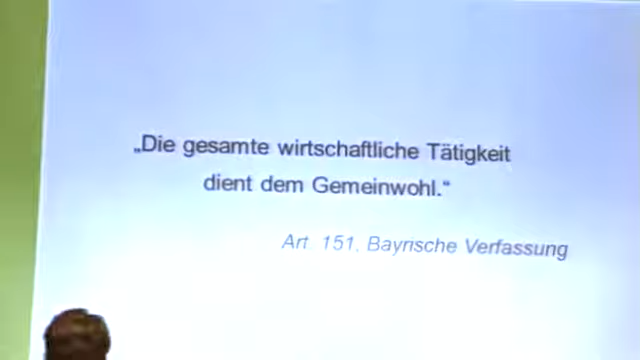 „Die gesamte wirtschaftliche Tätigkeit
dient dem Gemeinwohl.“
Art. 151, Bayrische Verfassung